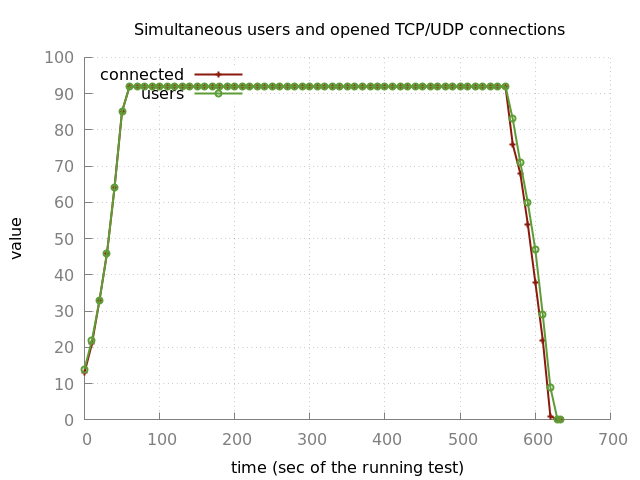 Simultaneous users and opened TCP/UDP connections
100
90
80
70
60
50
40
30
20
10
0
value
connected
users
0 100 200 300 400 500 600 700
time (sec of the running test)